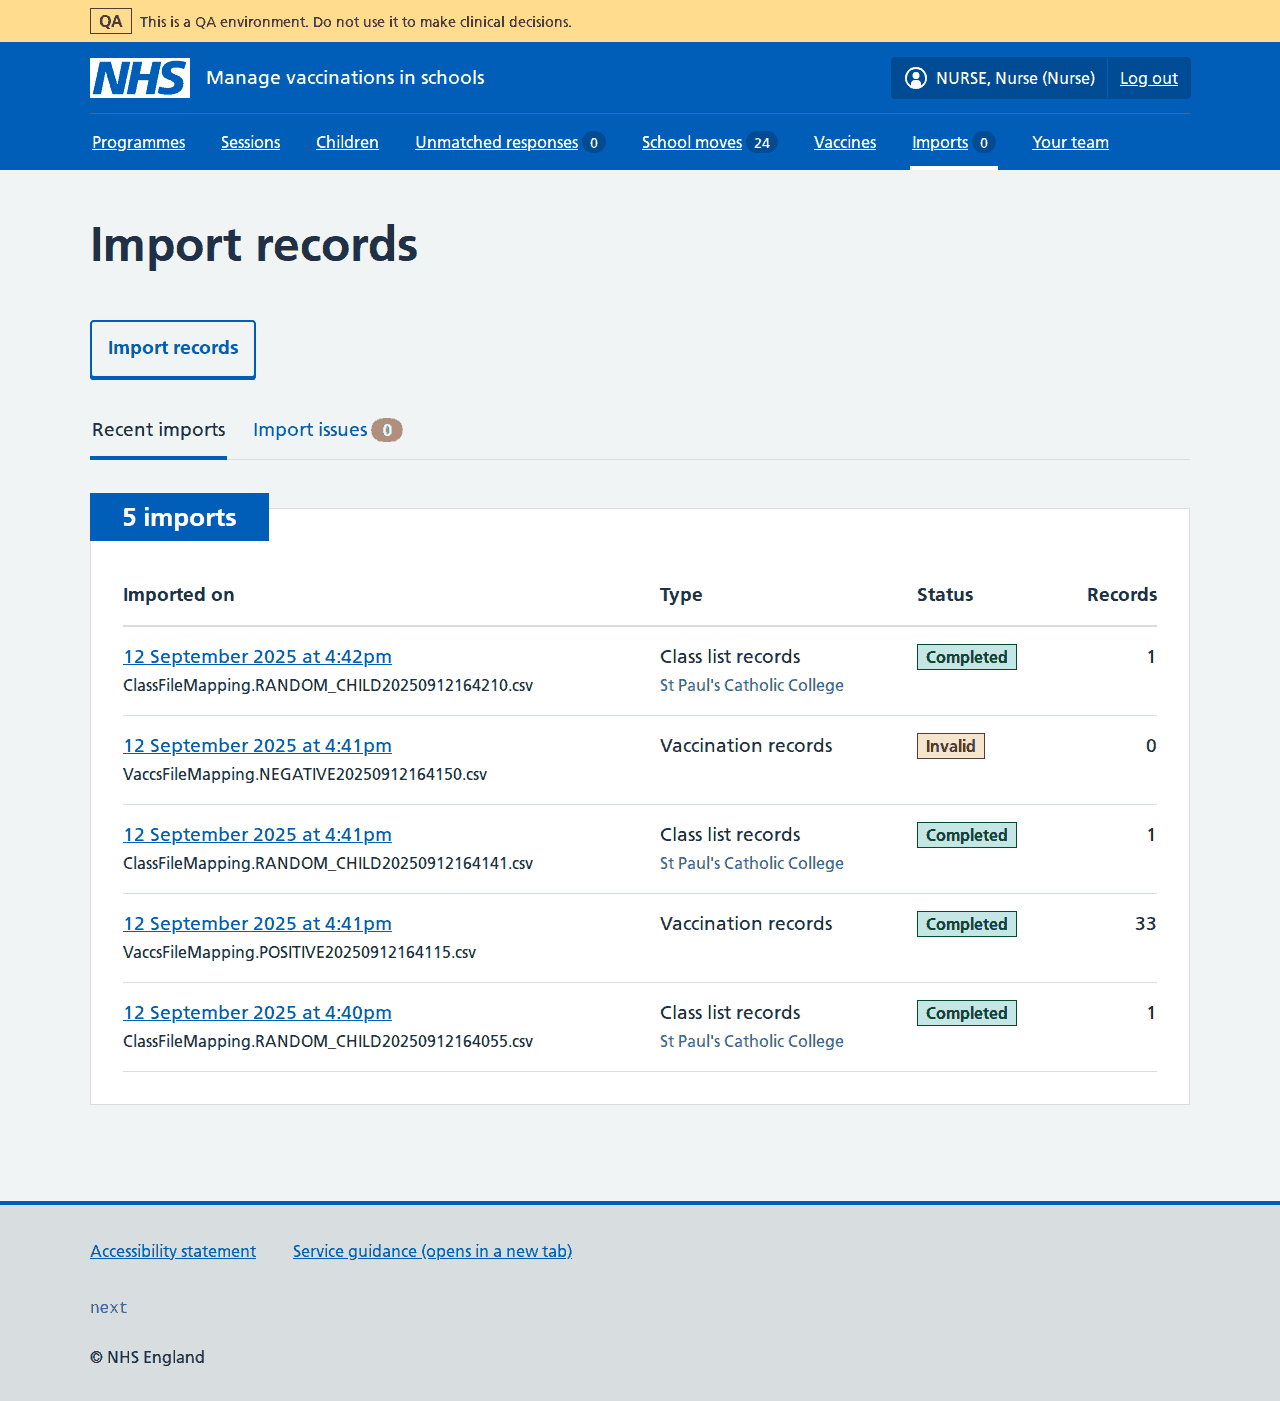 QA This is a QA environment. Do not use it to make clinical decisions.
NHS Manage vaccinations in schools NURSE, Nurse (Nurse) Log out
Programmes Sessions Children Unmatched responses 0 School moves 24 Vaccines Imports 0 Your team
Import records
Import records
Recent imports Import issues 0
5 imports
Imported on Type Status Records
12 September 2025 at 4:42pm Class list records Completed 1
ClassFileMapping.RANDOM_CHILD20250912164210.csv St Paul's Catholic College
12 September 2025 at 4:41pm Vaccination records Invalid 0
VaccsFileMapping.NEGATIVE20250912164150.csv
12 September 2025 at 4:41pm Class list records Completed 1
ClassFileMapping.RANDOM_CHILD20250912164141.csv St Paul's Catholic College
12 September 2025 at 4:41pm Vaccination records Completed 33
VaccsFileMapping.POSITIVE20250912164115.csv
12 September 2025 at 4:40pm Class list records Completed 1
ClassFileMapping.RANDOM_CHILD20250912164055.csv St Paul's Catholic College
Accessibility statement Service guidance (opens in a new tab)
next
© NHS England